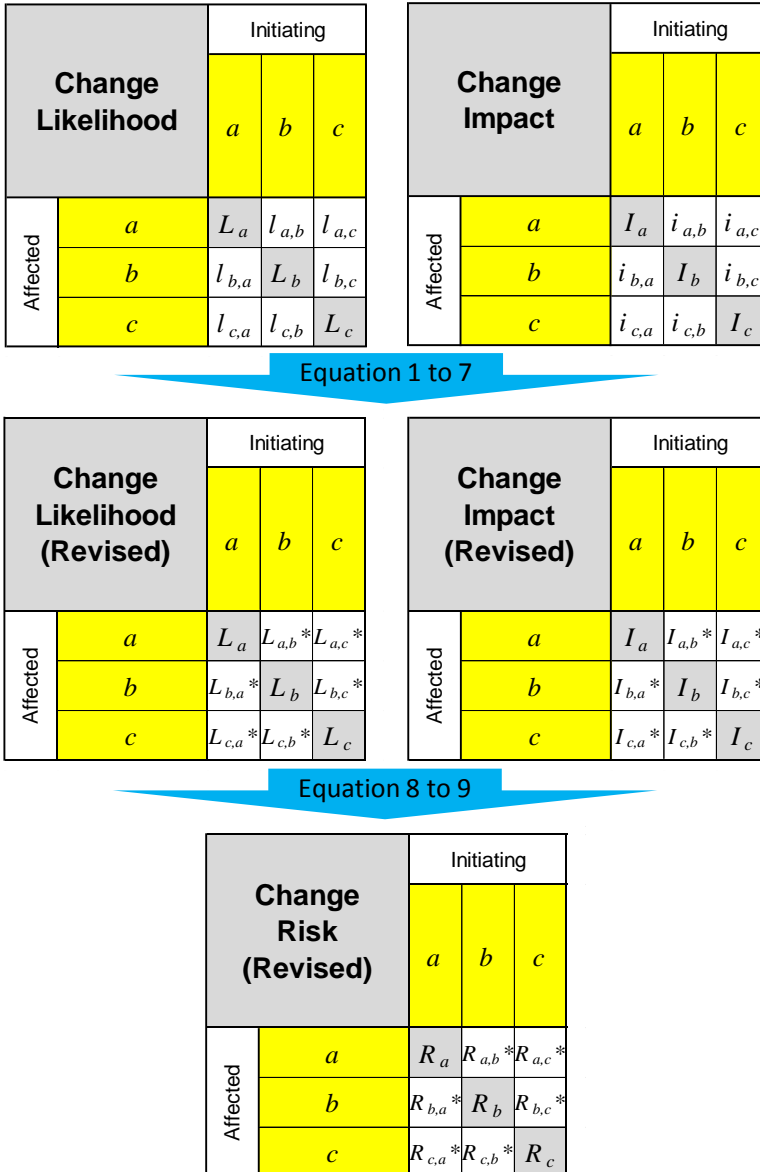 Change Likelihood
Initiating
a b c
Affected
a L a l a,b l a,c
b l b,a L b l b,c
c l c,a l c,b L c
Change Impact
Initiating
a b c
Affected
a I a i a,b i a,c
b i b,a I b i b,c
c i c,a i c,b I c
Equation 1 to 7
Change Likelihood (Revised)
Initiating
a b c
Affected
a L a L a,b * L a,c *
b L b,a * L b L b,c *
c L c,a * L c,b * L c
Change Impact (Revised)
Initiating
a b c
Affected
a I a I a,b * I a,c *
b I b,a * I b I b,c *
c I c,a * I c,b * I c
Equation 8 to 9
Change Risk (Revised)
Initiating
a b c
Affected
a R a R a,b * R a,c *
b R b,a * R b R b,c *
c R c,a * R c,b * R c